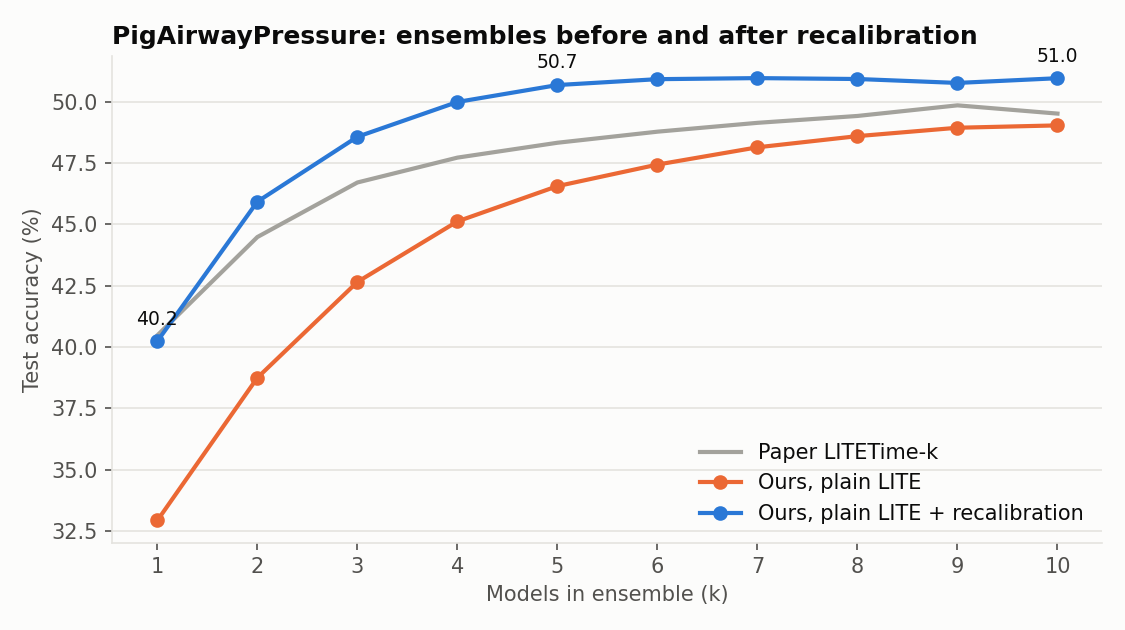 PigAirwayPressure: ensembles before and after recalibration
50.7
51.0
40.2
50.0
47.5
45.0
42.5
40.0
37.5
35.0
32.5
Test accuracy (%)
Paper LITETime-k
Ours, plain LITE
Ours, plain LITE + recalibration
1 2 3 4 5 6 7 8 9 10
Models in ensemble (k)